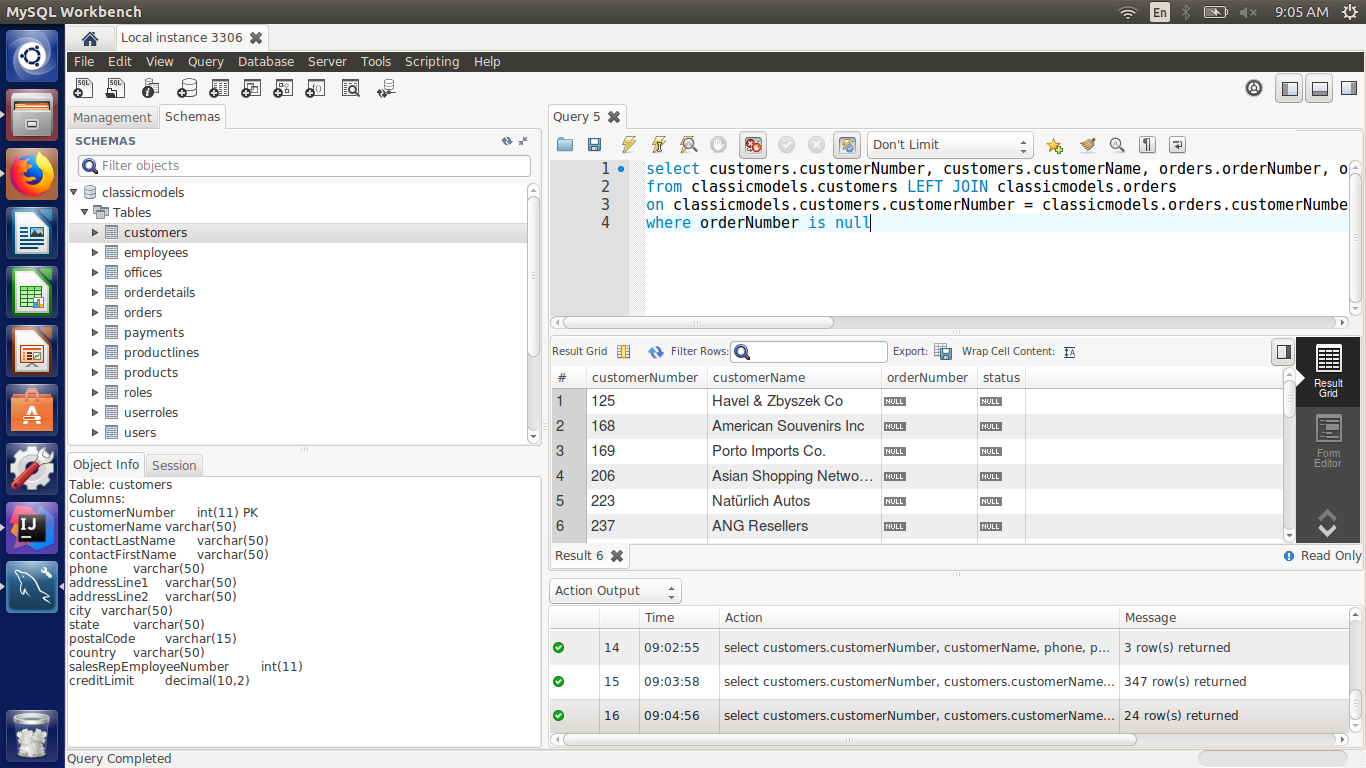 MySQL Workbench
En
9:05 AM
Local instance 3306
File Edit View Query Database Server Tools Scripting Help
Management
Schemas
SCHEMAS
Filter objects
classicmodels
Tables
customers
employees
offices
orderdetails
orders
payments
productlines
products
roles
userroles
users
Object Info
Session
Table: customers
Columns:
customerNumber int(11) PK
customerName varchar(50)
contactLastName varchar(50)
contactFirstName varchar(50)
phone varchar(50)
addressLine1 varchar(50)
addressLine2 varchar(50)
city varchar(50)
state varchar(50)
postalCode varchar(15)
country varchar(50)
salesRepEmployeeNumber int(11)
creditLimit decimal(10,2)
Query 5
Don't Limit
1 select customers.customerNumber, customers.customerName, orders.orderNumber, o
2 from classicmodels.customers LEFT JOIN classicmodels.orders
3 on classicmodels.customers.customerNumber = classicmodels.orders.customerNumbe
4 where orderNumber is null
Result Grid
Filter Rows:
Export:
Wrap Cell Content:
# customerNumber customerName orderNumber status
1 125 Havel & Zbyszek Co NULL NULL
2 168 American Souvenirs Inc NULL NULL
3 169 Porto Imports Co. NULL NULL
4 206 Asian Shopping Netwo… NULL NULL
5 223 Natürlich Autos NULL NULL
6 237 ANG Resellers NULL NULL
Result
Grid
Form
Editor
Result 6
Read Only
Action Output
Time Action Message
14 09:02:55 select customers.customerNumber, customerName, phone, p... 3 row(s) returned
15 09:03:58 select customers.customerNumber, customers.customerName... 347 row(s) returned
16 09:04:56 select customers.customerNumber, customers.customerName... 24 row(s) returned
Query Completed